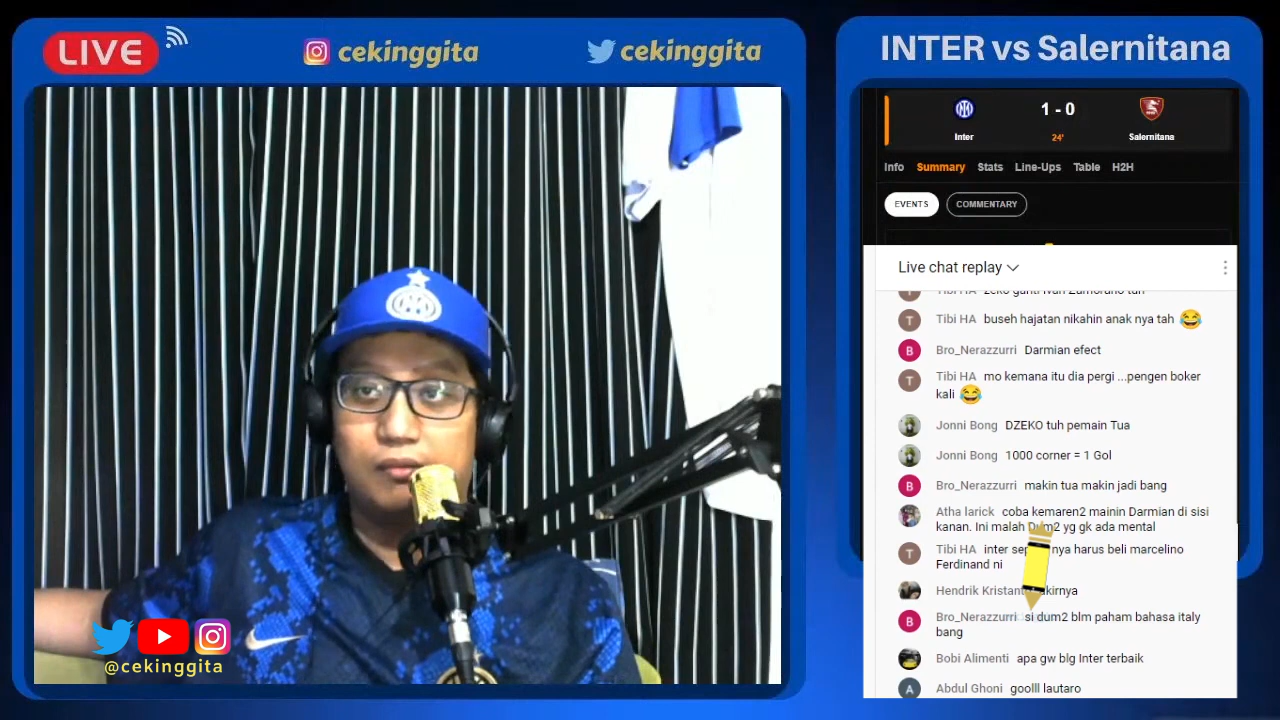 LIVE
cekinggita
cekinggita
INTER vs Salernitana
1 - 0
Inter
24'
Salernitana
Info Summary Stats Line-Ups Table H2H
EVENTS COMMENTARY
Live chat replay
T Tibi HA buseh hajatan nikahin anak nya tah 😂
B Bro_Nerazzurri Darmian efect
T Tibi HA mo kemana itu dia pergi ...pengen boker
kali 😂
Jonni Bong DZEKO tuh pemain Tua
Jonni Bong 1000 corner = 1 Gol
B Bro_Nerazzurri makin tua makin jadi bang
Atha Iarick coba kemaren2 mainin Darmian di sisi
kanan. Ini malah Dum2 yg gk ada mental
T Tibi HA inter nya harus beli marcelino
Ferdinand ni
Hendrik
B Bro_Nerazzurri si dum2 blm paham bahasa italy
bang
Bobi Alimenti apa gw blg Inter terbaik
A Abdul Ghoni goolll lautaro
@cekinggita